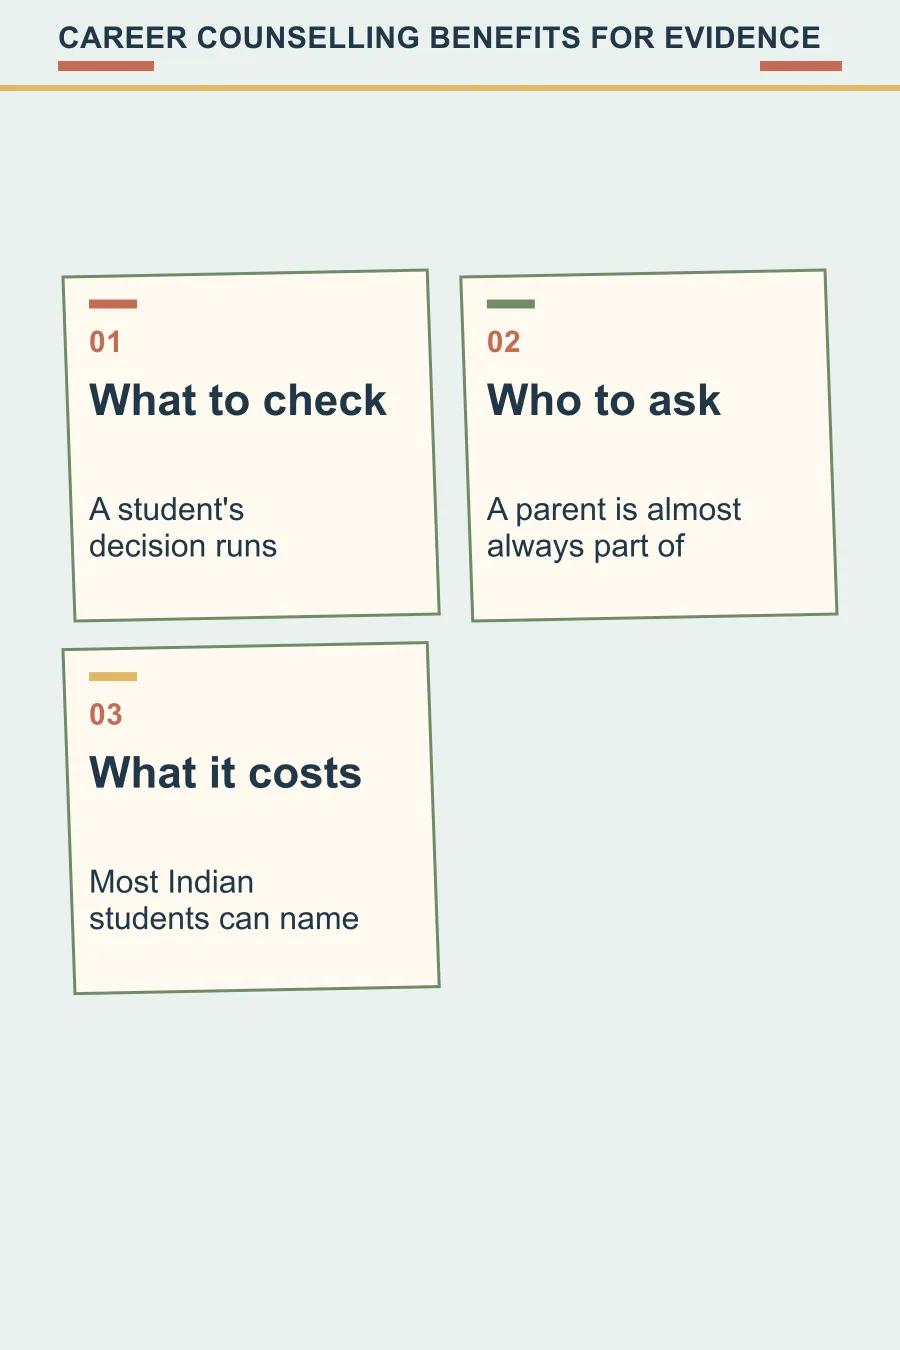 CAREER COUNSELLING BENEFITS FOR EVIDENCE
01
What to check
A student's
decision runs
02
Who to ask
A parent is almost
always part of
03
What it costs
Most Indian
students can name